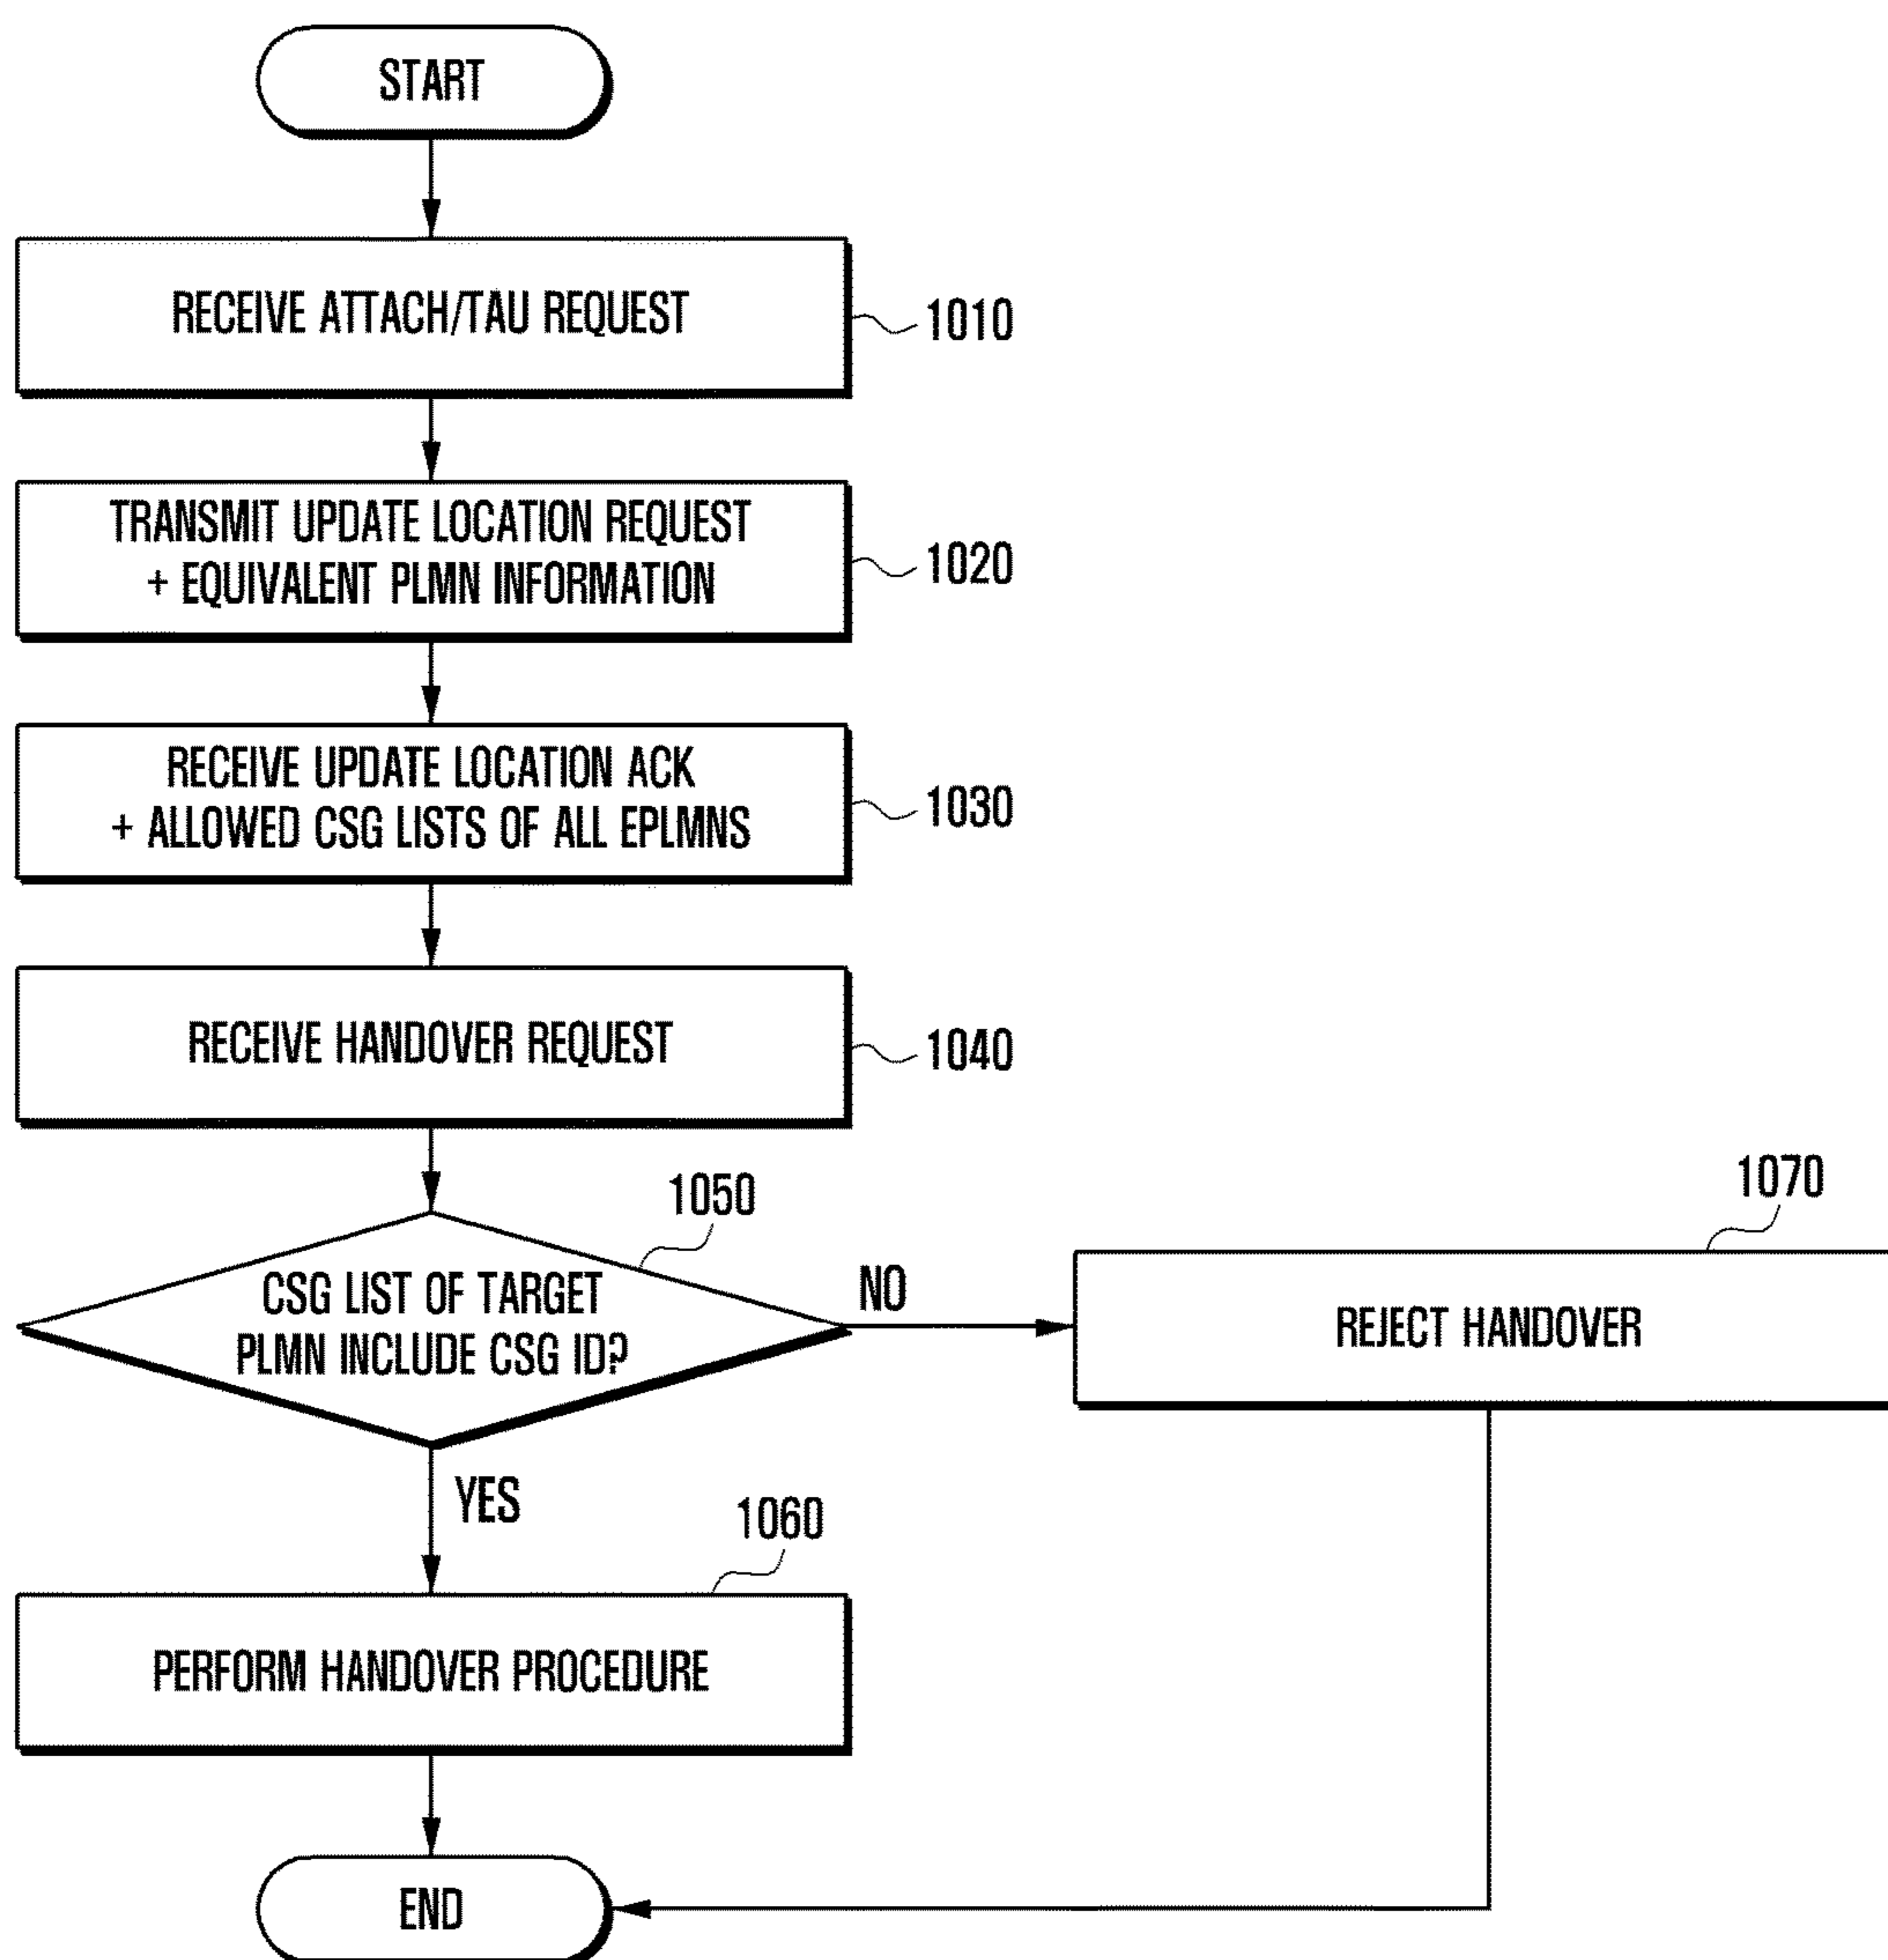 START
RECEIVE ATTACH/TAU REQUEST
1010
TRANSMIT UPDATE LOCATION REQUEST
+ EQUIVALENT PLMN INFORMATION
1020
RECEIVE UPDATE LOCATION ACK
+ ALLOWED CSG LISTS OF ALL EPLMNS
1030
RECEIVE HANDOVER REQUEST
1040
1050
CSG LIST OF TARGET
PLMN INCLUDE CSG ID?
NO
1070
REJECT HANDOVER
YES
1060
PERFORM HANDOVER PROCEDURE
END